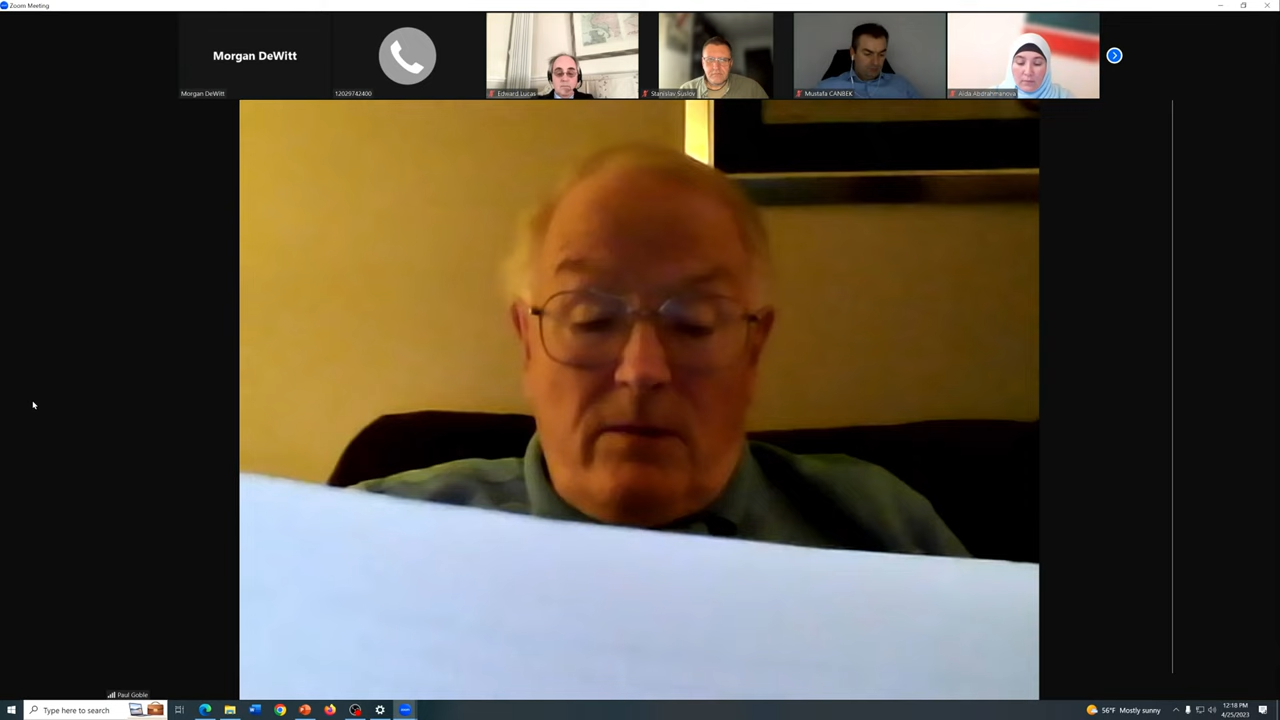 Zoom Meeting
Morgan DeWitt
Morgan DeWitt
12029742400
Edward Lucas
Stanislav Suslov
Mustafa CANBEK
Aida Abdrahmanova
Paul Goble
Type here to search
56°F Mostly sunny
12:18 PM
4/25/2023